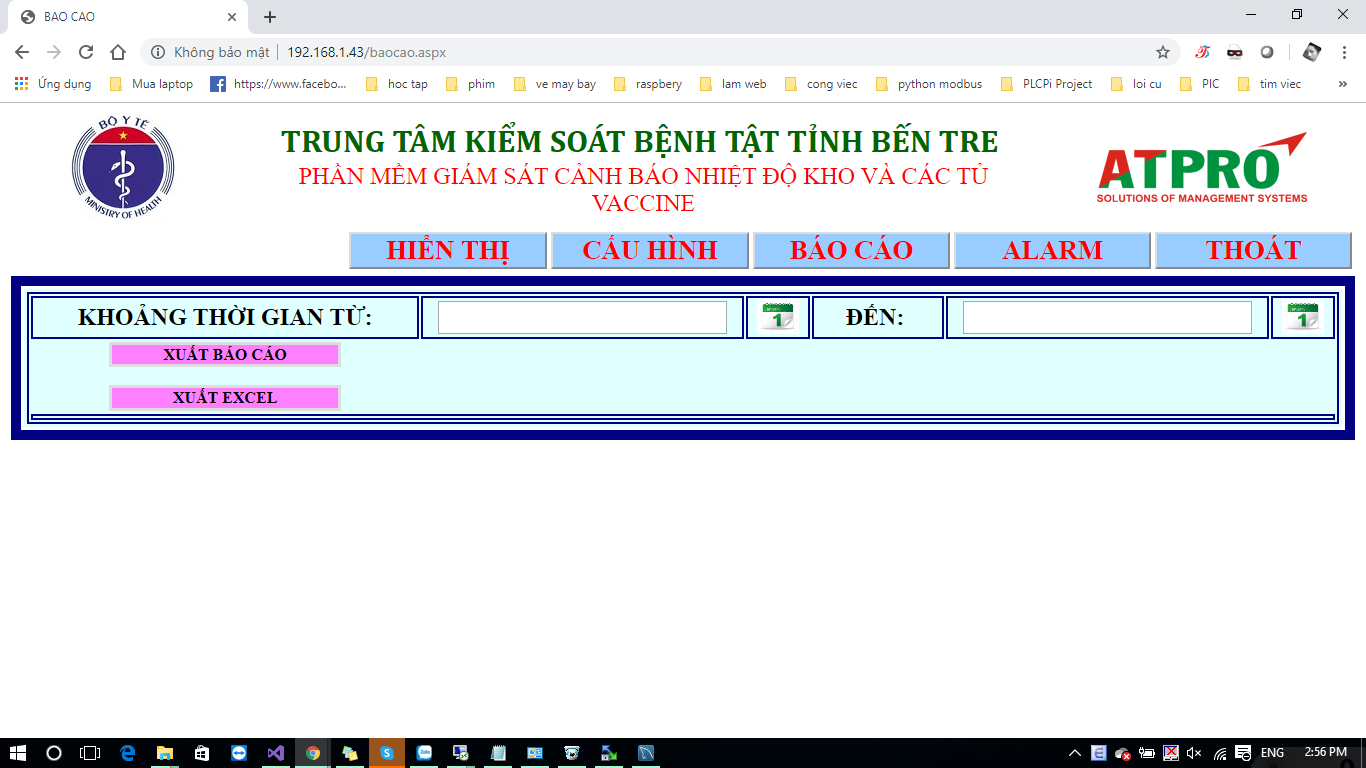 BAO CAO
Không bảo mật
192.168.1.43/baocao.aspx
Ứng dụng
Mua laptop
https://www.facebo...
hoc tap
phim
ve may bay
raspbery
lam web
cong viec
python modbus
PLCPi Project
loi cu
PIC
tim viec
»
BỘ Y TẾ
MINISTRY OF HEALTH
TRUNG TÂM KIỂM SOÁT BỆNH TẬT TỈNH BẾN TRE
PHẦN MỀM GIÁM SÁT CẢNH BÁO NHIỆT ĐỘ KHO VÀ CÁC TỦ
VACCINE
ATPRO
SOLUTIONS OF MANAGEMENT SYSTEMS
HIỂN THỊ
CẤU HÌNH
BÁO CÁO
ALARM
THOÁT
KHOẢNG THỜI GIAN TỪ:
1
ĐẾN:
1
XUẤT BÁO CÁO
XUẤT EXCEL
ENG
2:56 PM